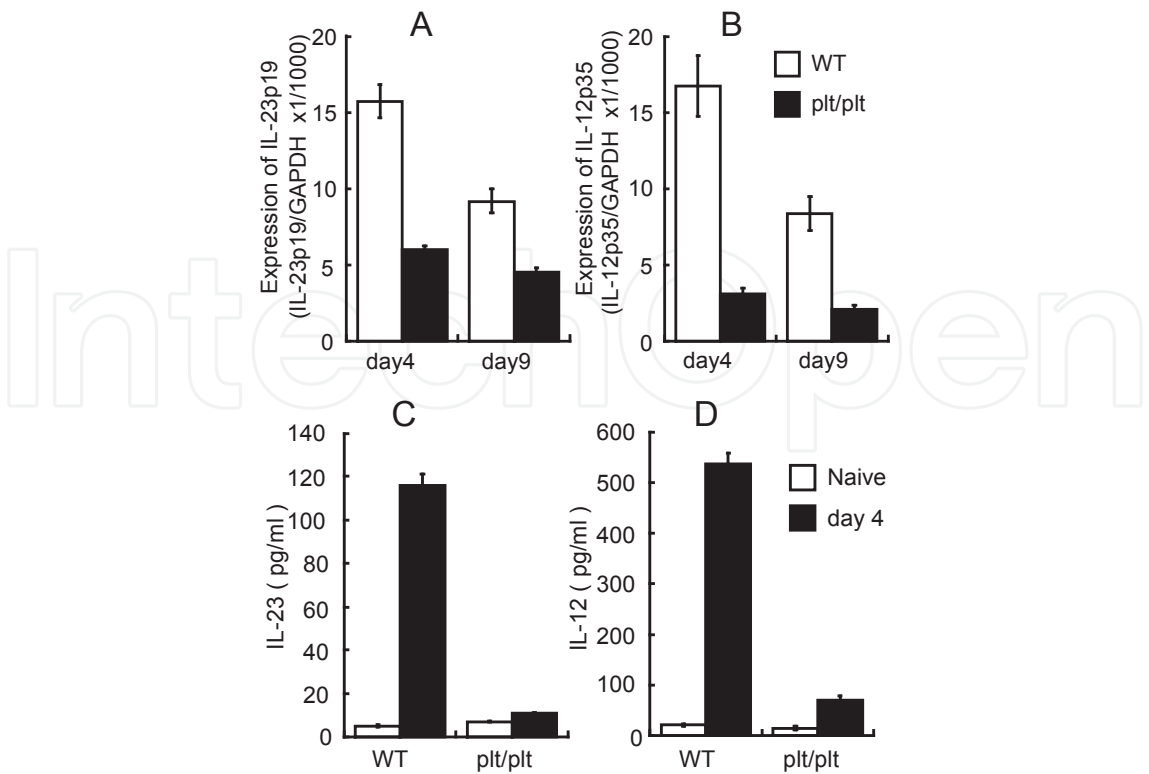 A
20
15
10
5
0
Expression of IL-23p19
(IL-23p19/GAPDH x1/1000)
day4
day9
B
20
15
10
5
0
Expression of IL-12p35
(IL-12p35/GAPDH x1/1000)
day4
day9
WT
plt/plt
C
140
120
100
80
60
40
20
0
IL-23 ( pg/ml )
WT
plt/plt
D
600
500
400
300
200
100
0
IL-12 ( pg/ml )
WT
plt/plt
Naive
day 4
IntechOpen